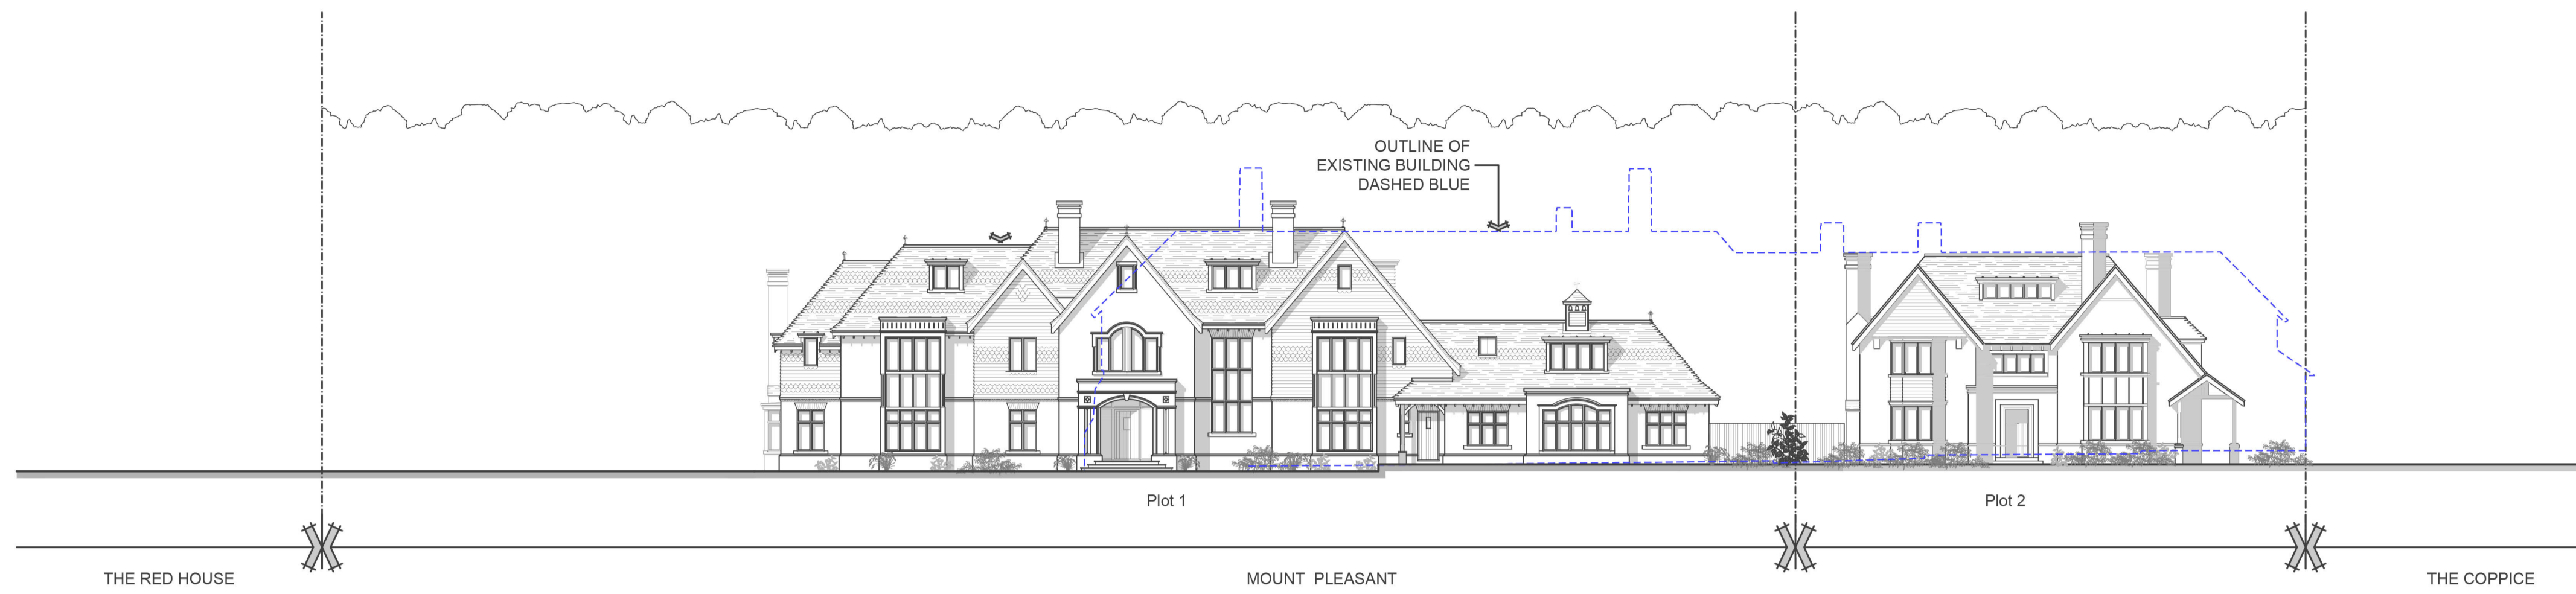 OUTLINE OF
EXISTING BUILDING
DASHED BLUE
Plot 1
Plot 2
THE RED HOUSE
MOUNT PLEASANT
THE COPPICE